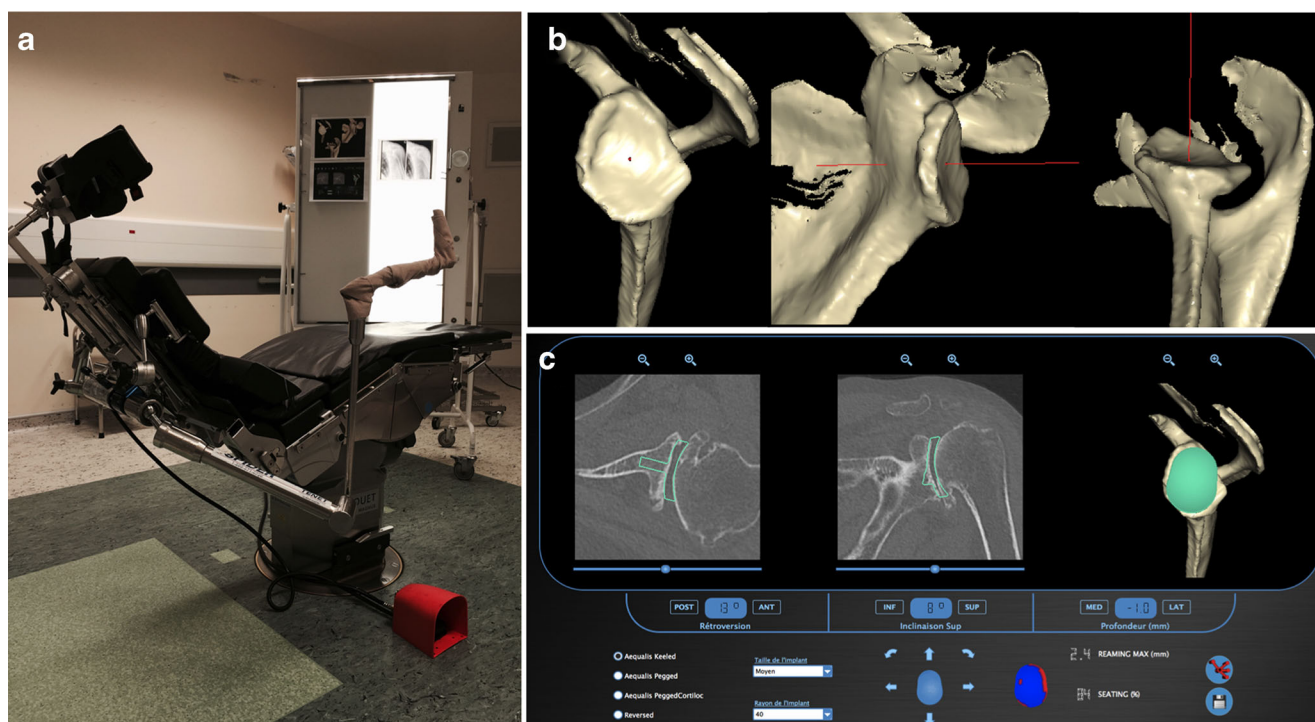 a
b
c
POST 13° ANT
Rétroversion
INF 8° SUP
Inclinaison Sup
MED -1.0 LAT
Profondeur (mm)
Aequalis Keeled
Aequalis Pegged
Aequalis PeggedCortiloc
Reversed
Taille de l'Implant
Moyen
Rayon de l'Implant
40
2.4 REAMING MAX (mm)
SEATING (%)